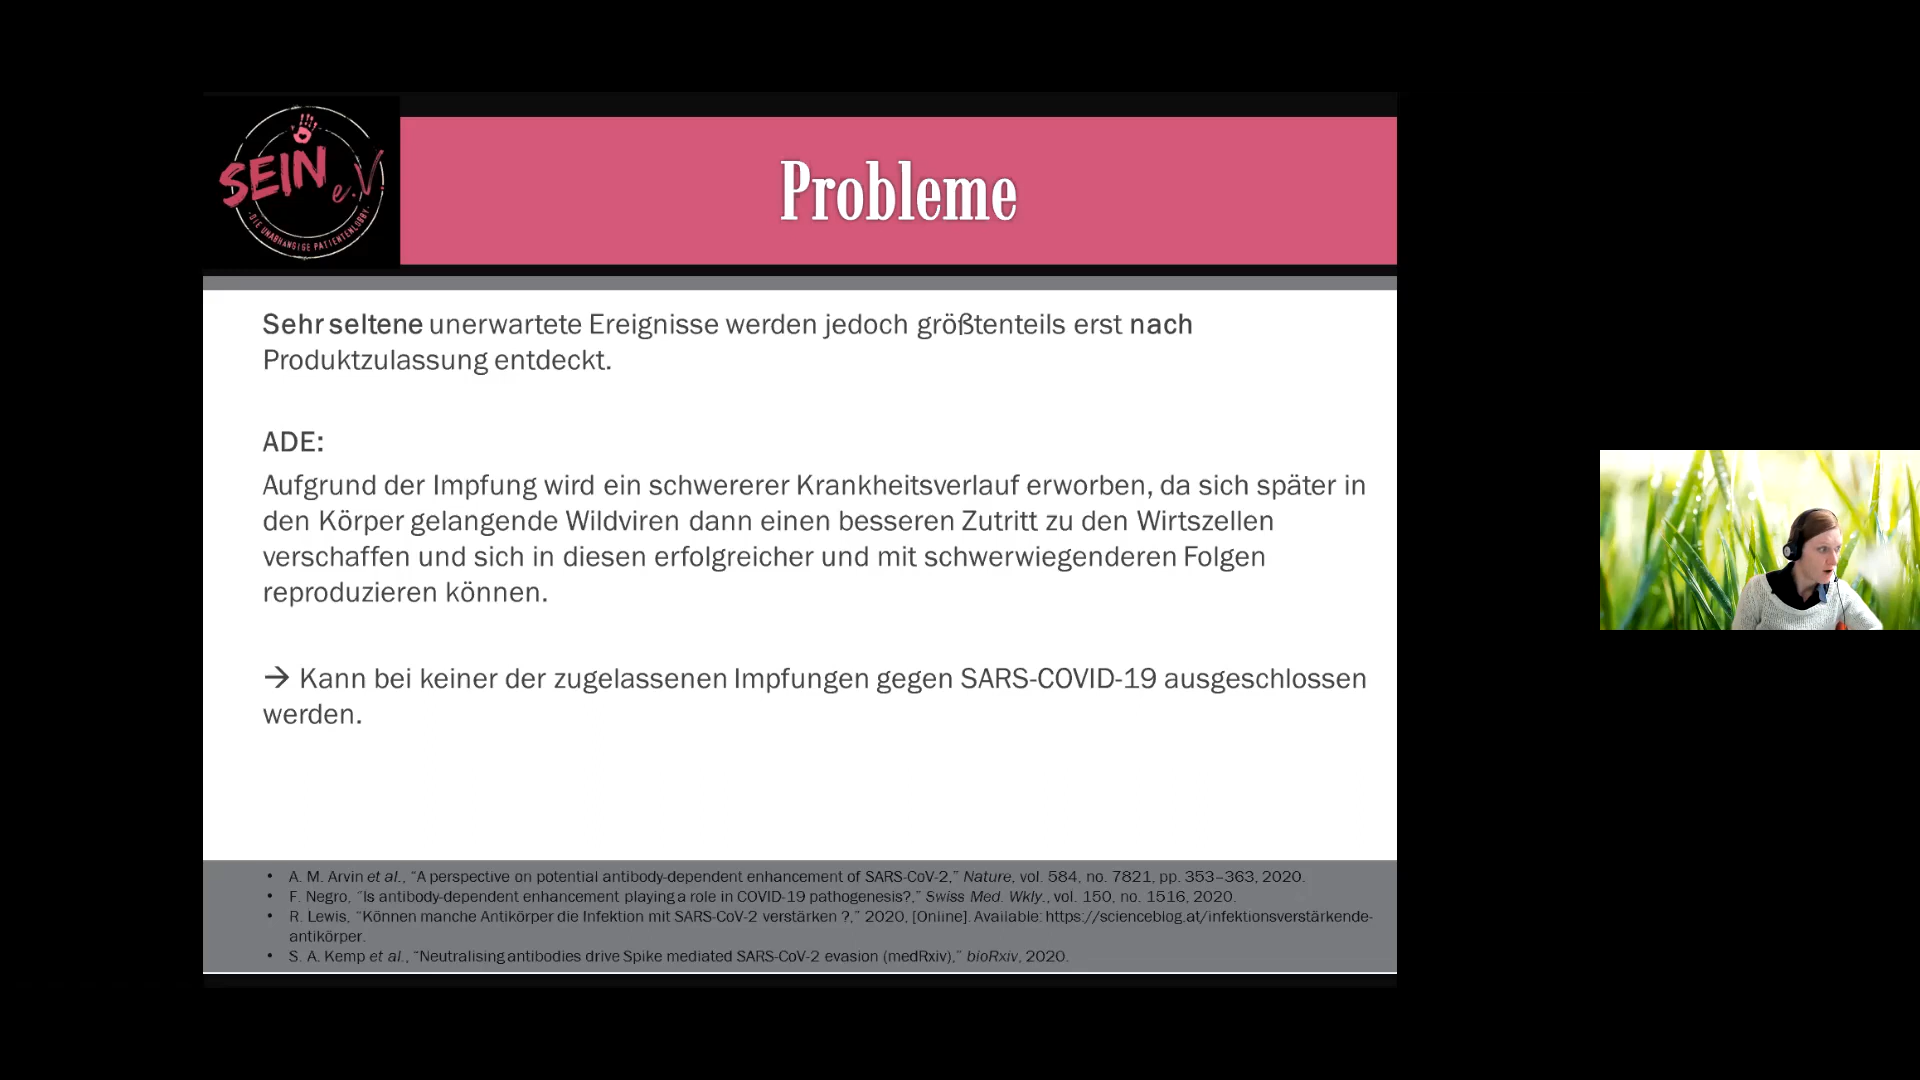 SEIN e.V.
· DIE UNABHÄNGIGE PATIENTENLOBBY ·
Probleme
Sehr seltene unerwartete Ereignisse werden jedoch größtenteils erst nach
Produktzulassung entdeckt.
ADE:
Aufgrund der Impfung wird ein schwererer Krankheitsverlauf erworben, da sich später in
den Körper gelangende Wildviren dann einen besseren Zutritt zu den Wirtszellen
verschaffen und sich in diesen erfolgreicher und mit schwerwiegenderen Folgen
reproduzieren können.
→ Kann bei keiner der zugelassenen Impfungen gegen SARS-COVID-19 ausgeschlossen
werden.
• A. M. Arvin et al., “A perspective on potential antibody-dependent enhancement of SARS-CoV-2,” Nature, vol. 584, no. 7821, pp. 353–363, 2020.
• F. Negro, “Is antibody-dependent enhancement playing a role in COVID-19 pathogenesis?,” Swiss Med. Wkly., vol. 150, no. 1516, 2020.
• R. Lewis, “Können manche Antikörper die Infektion mit SARS-CoV-2 verstärken ?,” 2020, [Online]. Available: https://scienceblog.at/infektionsverstärkende-
antikörper.
• S. A. Kemp et al., “Neutralising antibodies drive Spike mediated SARS-CoV-2 evasion (medRxiv),” bioRxiv, 2020.